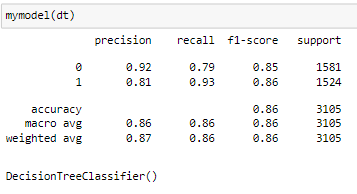 mymodel(dt)
precision recall f1-score support
0 0.92 0.79 0.85 1581
1 0.81 0.93 0.86 1524
accuracy 0.86 3105
macro avg 0.86 0.86 0.86 3105
weighted avg 0.87 0.86 0.86 3105
DecisionTreeClassifier()